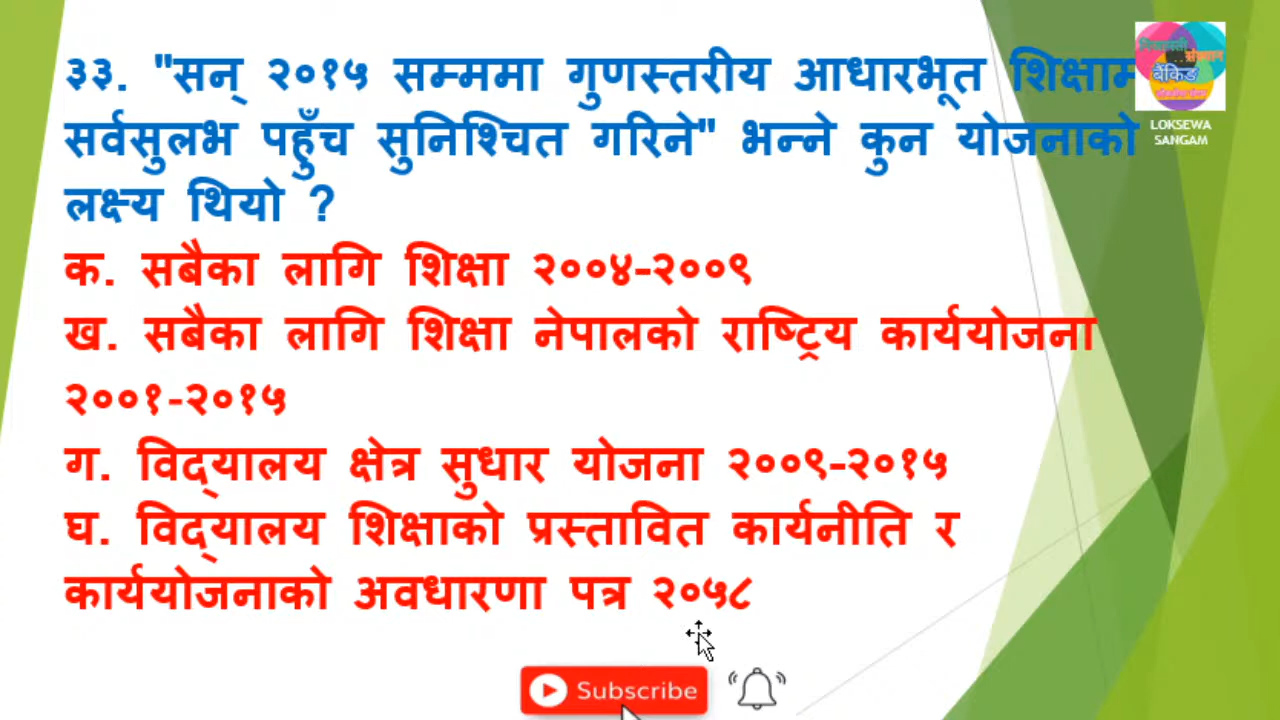 ३३. "सन् २०१५ सम्ममा गुणस्तरीय आधारभूत शिक्षाम
सर्वसुलभ पहुँच सुनिश्चित गरिने" भन्ने कुन योजनाको
लक्ष्य थियो ?
क. सबैका लागि शिक्षा २००४-२००९
ख. सबैका लागि शिक्षा नेपालको राष्ट्रिय कार्ययोजना
२००१-२०१५
ग. विद्यालय क्षेत्र सुधार योजना २००९-२०१५
घ. विद्यालय शिक्षाको प्रस्तावित कार्यनीति र
कार्ययोजनाको अवधारणा पत्र २०५८
बैंकिङ
LOKSEWA
SANGAM
Subscribe